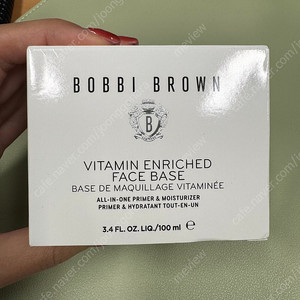 BOBBI BROWN
B
VITAMIN ENRICHED
FACE BASE
BASE DE MAQUILLAGE VITAMINÉE
ALL-IN-ONE PRIMER & MOISTURIZER
PRIMER & HYDRATANT TOUT-EN-UN
3.4 FL. OZ. LIQ./100 ml ℮